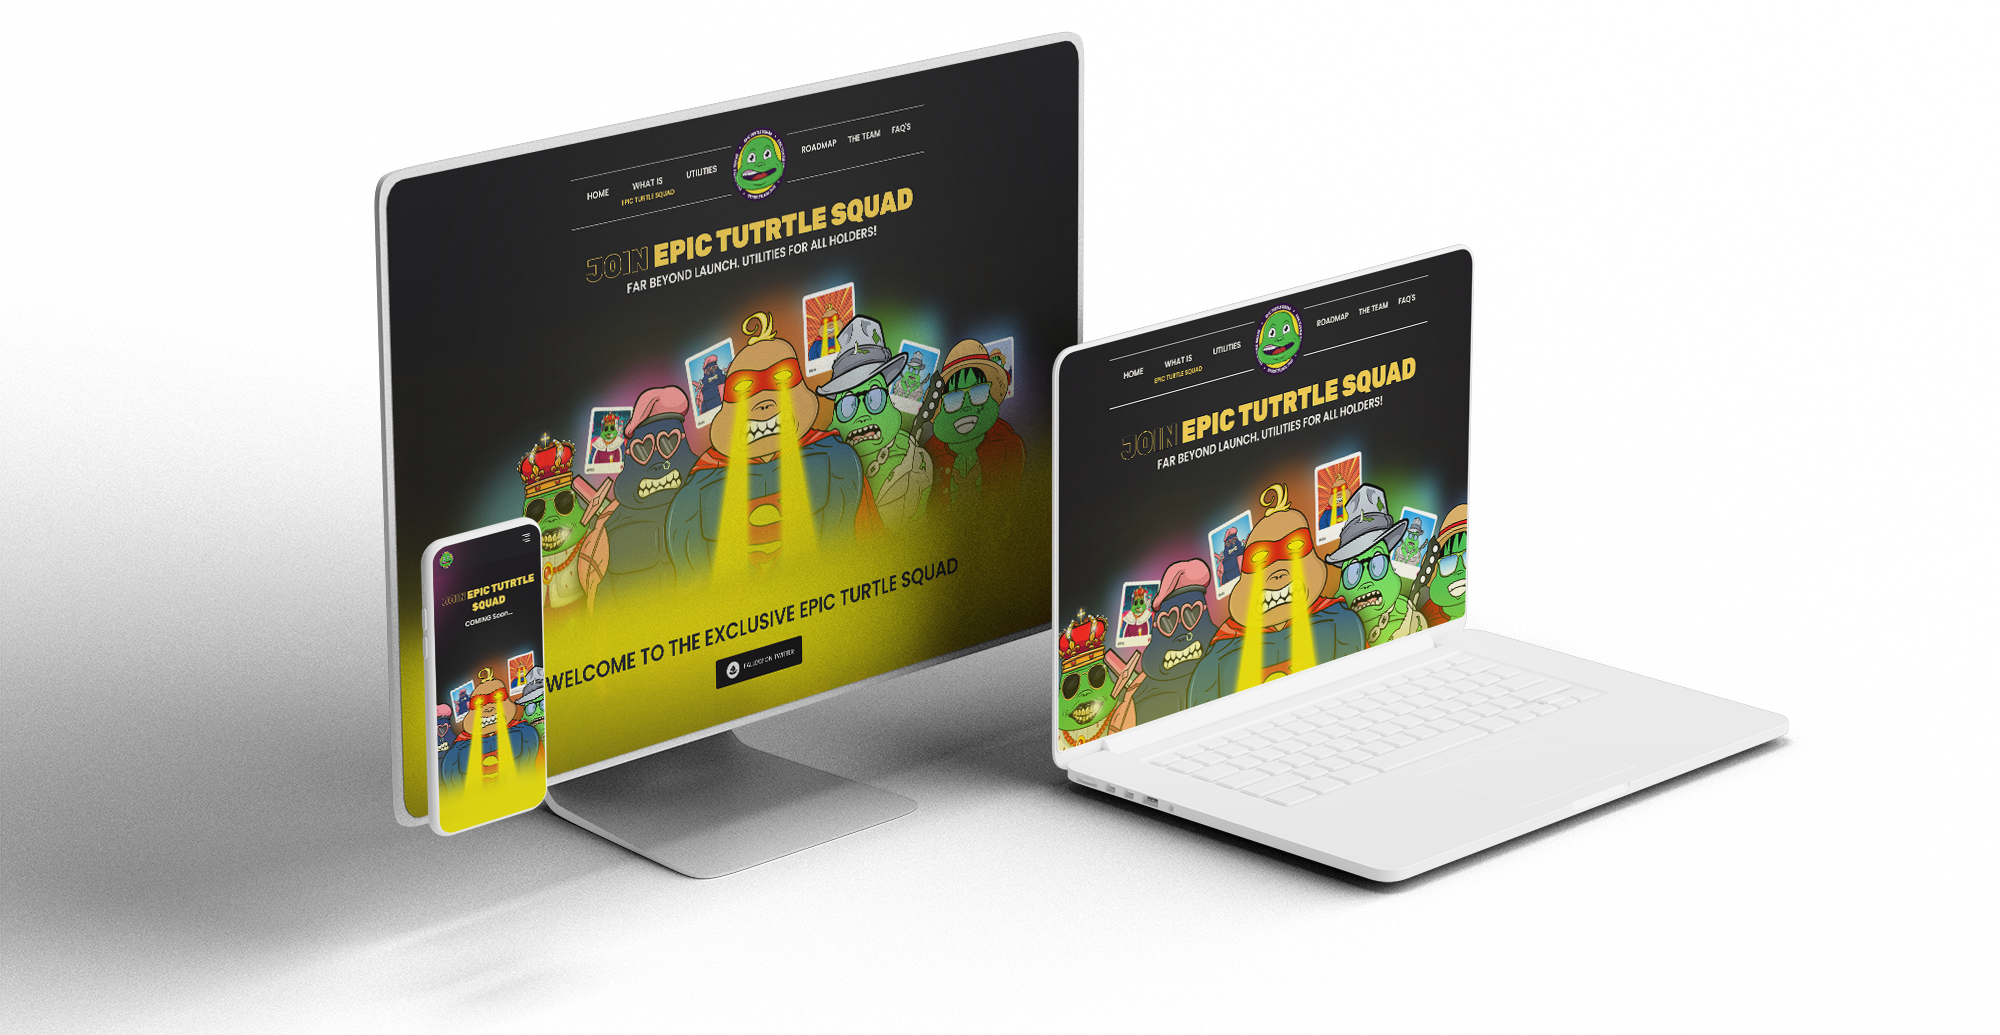 HOME
WHAT IS
EPIC TURTLE SQUAD
UTILITIES
ROADMAP
THE TEAM
FAQ'S
JOIN EPIC TUTRTLE SQUAD
FAR BEYOND LAUNCH. UTILITIES FOR ALL HOLDERS!
WELCOME TO THE EXCLUSIVE EPIC TURTLE SQUAD
ON TWITTER
JOIN EPIC TUTRTLE
SQUAD
COMING Soon...
HOME
WHAT IS
EPIC TURTLE SQUAD
UTILITIES
ROADMAP
THE TEAM
FAQ'S
JOIN EPIC TUTRTLE SQUAD
FAR BEYOND LAUNCH. UTILITIES FOR ALL HOLDERS!